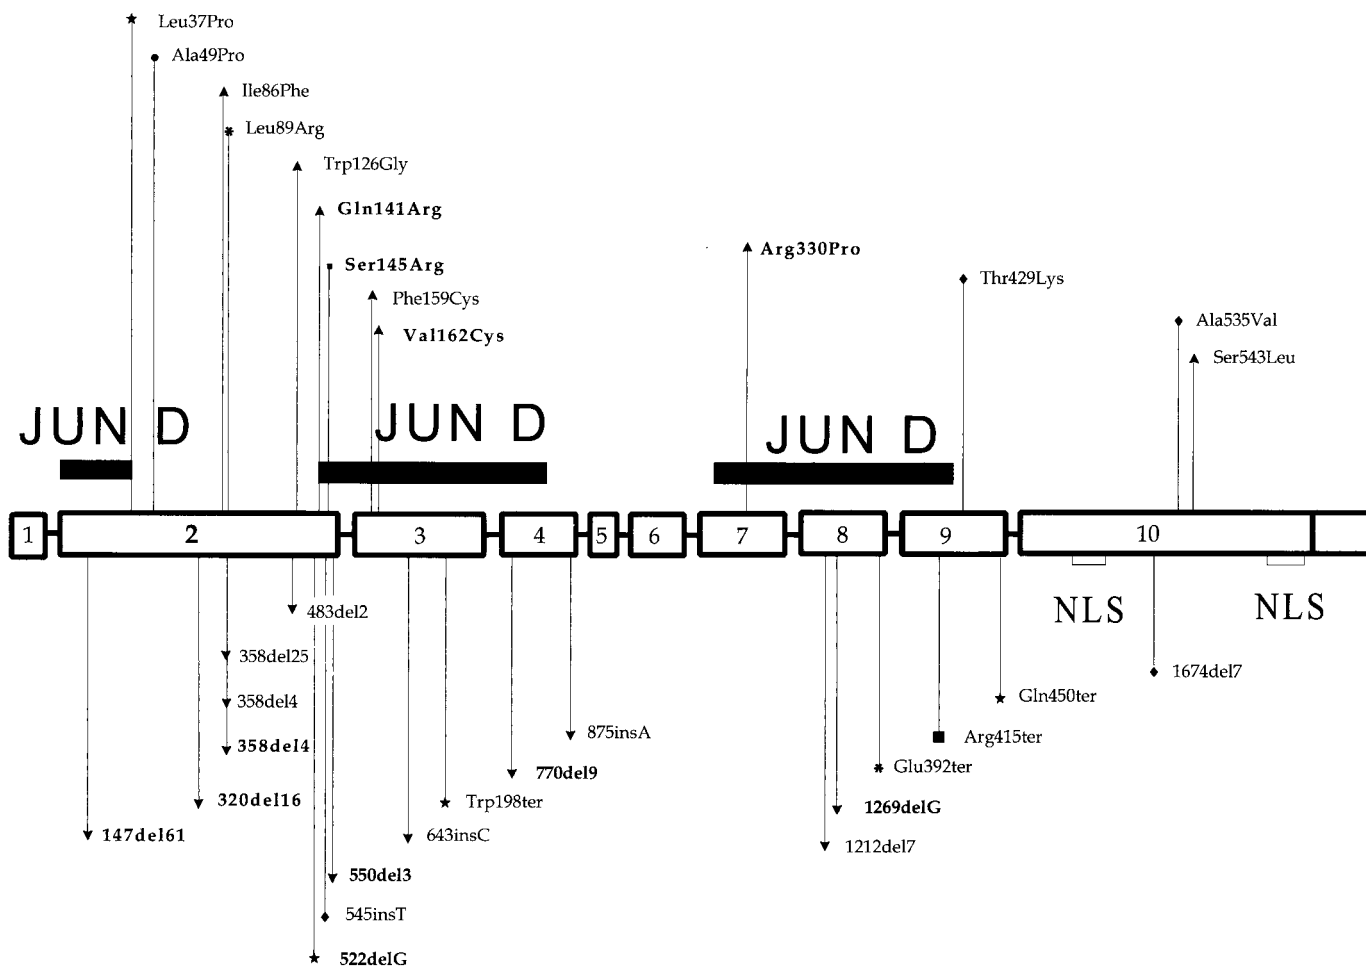 Leu37Pro
Ala49Pro
Ile86Phe
Leu89Arg
Trp126Gly
Gln141Arg
Ser145Arg
Phe159Cys
Val162Cys
Arg330Pro
Thr429Lys
Ala535Val
Ser543Leu
JUN D
JUN D
JUN D
1 2 3 4 5 6 7 8 9 10
NLS
NLS
483del2
358del25
358del4
358del4
320del16
147del61
550del3
545insT
522delG
643insC
Trp198ter
770del9
875insA
1212del7
1269delG
Glu392ter
Arg415ter
Gln450ter
1674del7